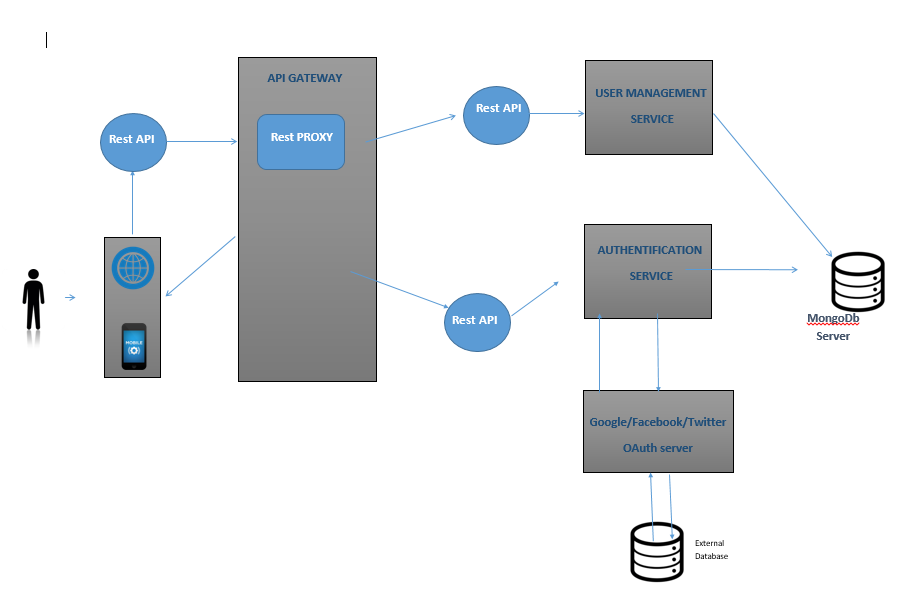 API GATEWAY
Rest PROXY
Rest API
Rest API
USER MANAGEMENT
SERVICE
AUTHENTIFICATION
SERVICE
Rest API
MongoDb
Server
MOBILE
Google/Facebook/Twitter
OAuth server
External
Database